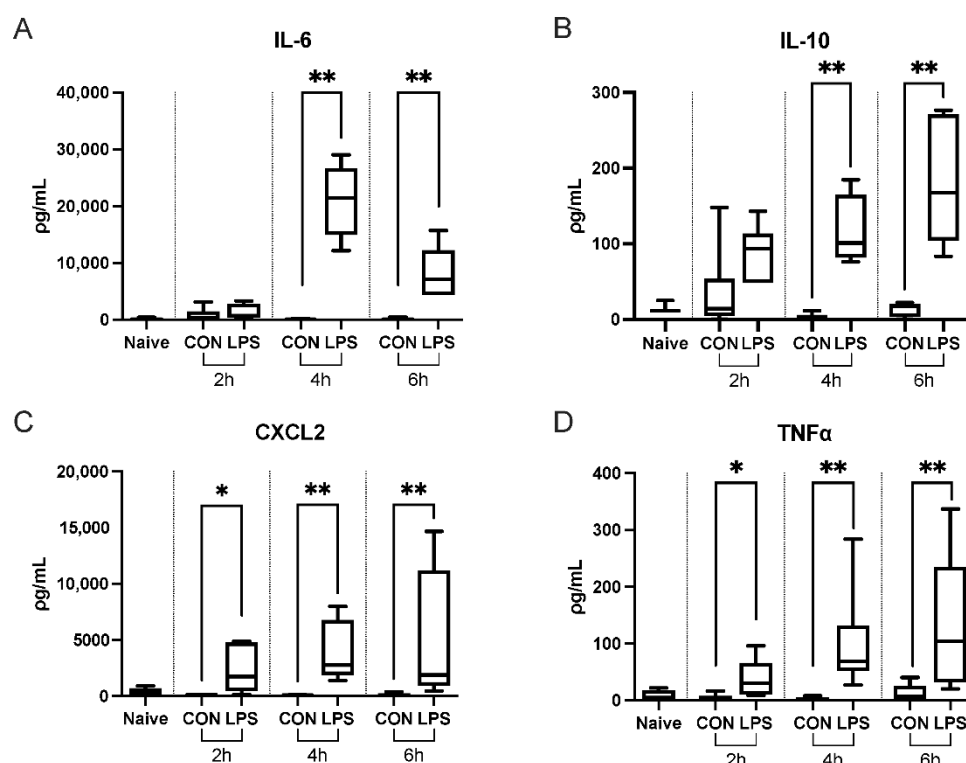 A
IL-6
** **
40,000
30,000
20,000
10,000
0
ρg/mL
Naive CON LPS CON LPS CON LPS
2h 4h 6h
B
IL-10
** **
300
200
100
0
ρg/mL
Naive CON LPS CON LPS CON LPS
2h 4h 6h
C
CXCL2
* ** **
20,000
15,000
10,000
5000
0
ρg/mL
Naive CON LPS CON LPS CON LPS
2h 4h 6h
D
TNFα
* ** **
400
300
200
100
0
ρg/mL
Naive CON LPS CON LPS CON LPS
2h 4h 6h